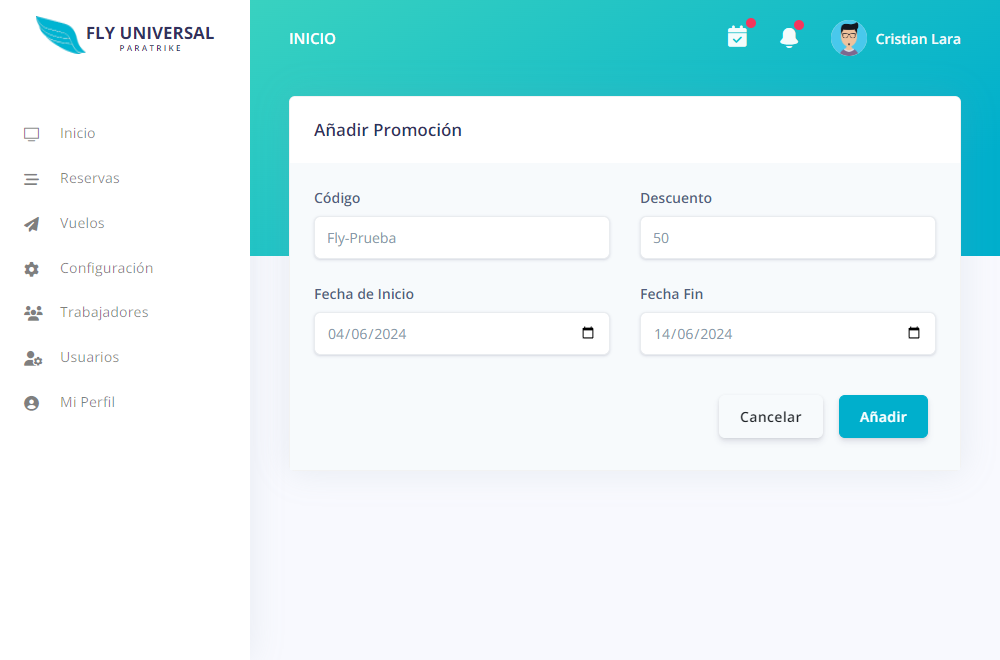 FLY UNIVERSAL
PARATRIKE
Inicio
Reservas
Vuelos
Configuración
Trabajadores
Usuarios
Mi Perfil
INICIO
Cristian Lara
Añadir Promoción
Código
Descuento
Fly-Prueba
50
Fecha de Inicio
Fecha Fin
04/06/2024
14/06/2024
Cancelar
Añadir